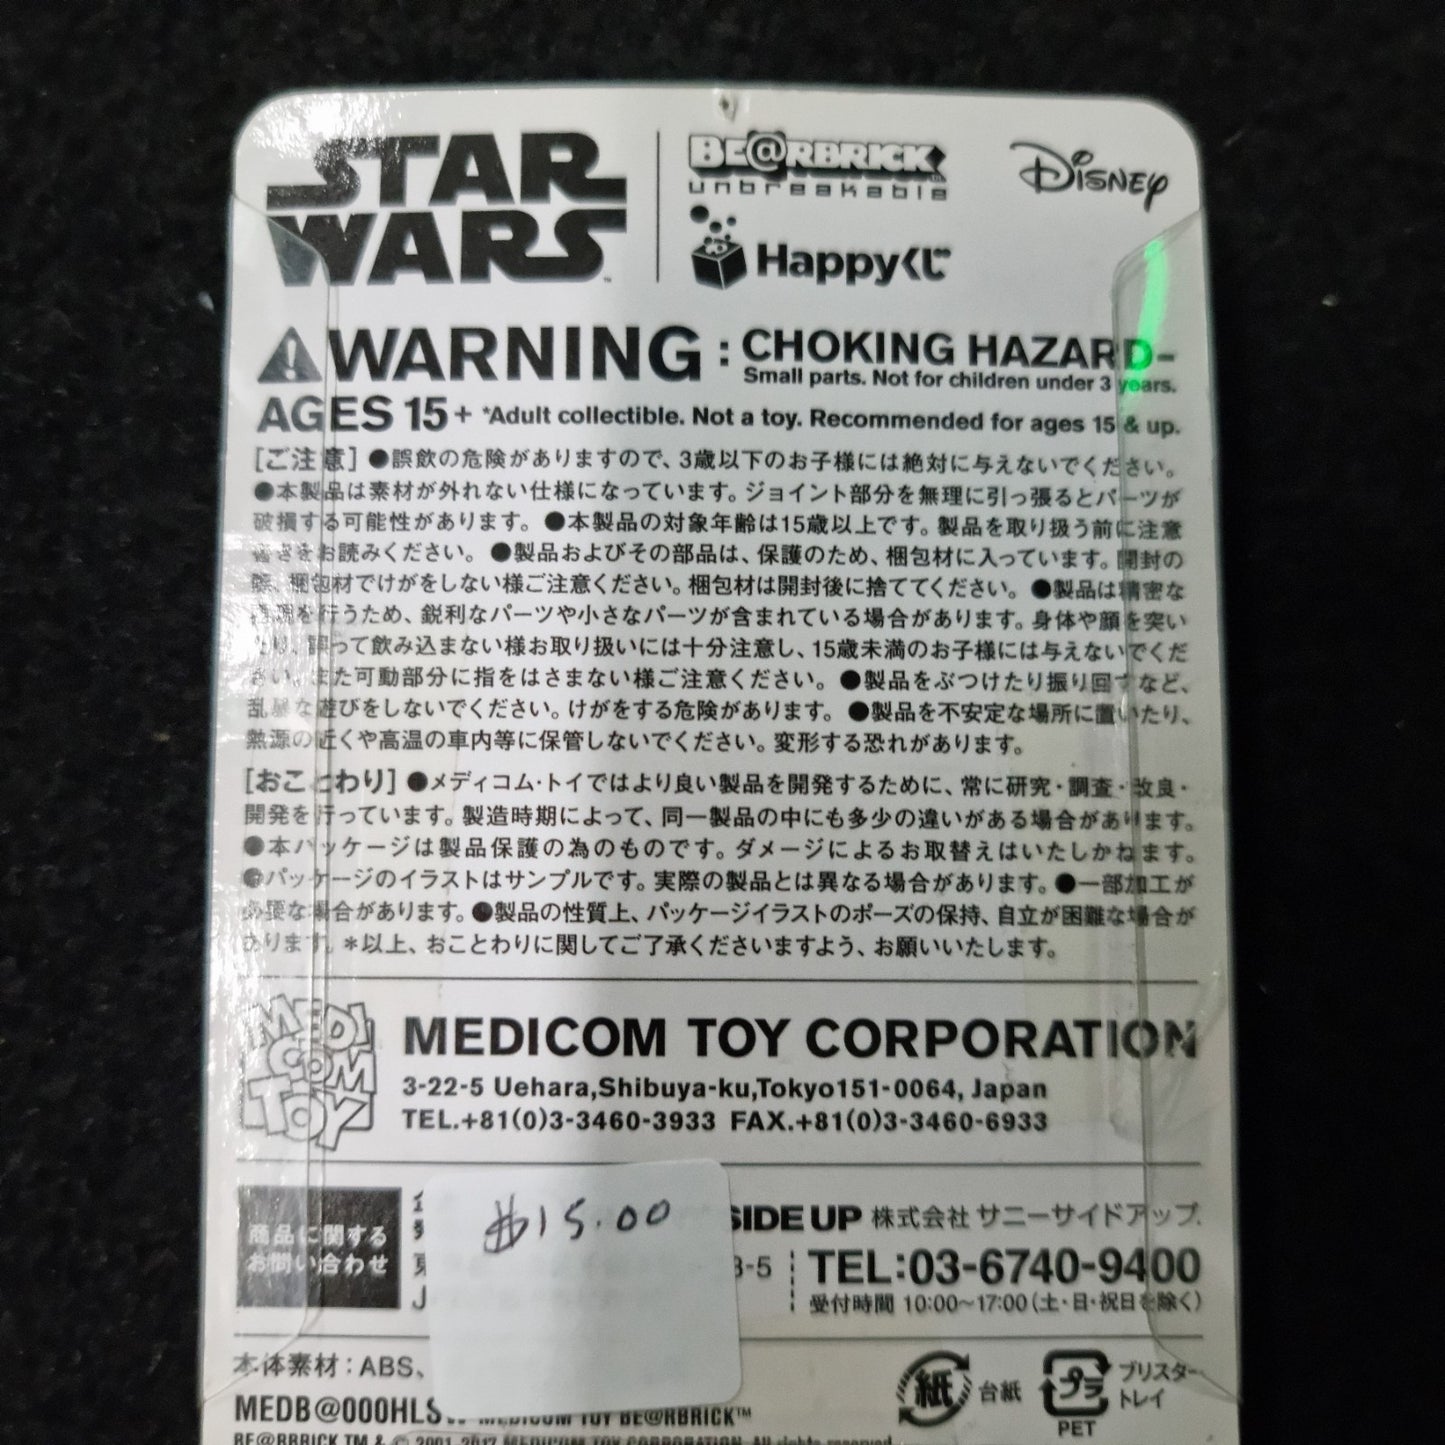 STAR
WARS
BE@RBRICK
unbreakable
Happyくじ
Disney
WARNING : CHOKING HAZARD–
Small parts. Not for children under 3 years.
AGES 15+ *Adult collectible. Not a toy. Recommended for ages 15 & up.
[ご注意] ●誤飲の危険がありますので、3歳以下のお子様には絶対に与えないでください。
●本製品は素材が外れない仕様になっています。ジョイント部分を無理に引っ張るとパーツが
破損する可能性があります。 ●本製品の対象年齢は15歳以上です。製品を取り扱う前に注意
書きをお読みください。 ●製品およびその部品は、保護のため、梱包材に入っています。開封の
際、梱包材でけがをしない様ご注意ください。梱包材は開封後に捨ててください。 ●製品は精密な
を行うため、鋭利なパーツや小さなパーツが含まれている場合があります。身体や顔を突い
たり、誤って飲み込まない様お取り扱いには十分注意し、15歳未満のお子様には与えないでくだ
さい。また可動部分に指をはさまない様ご注意ください。 ●製品をぶつけたり振り回すなど、
乱暴な遊びをしないでください。けがをする危険があります。 ●製品を不安定な場所に置いたり、
熱源の近くや高温の車内等に保管しないでください。変形する恐れがあります。
[おことわり] ●メディコム・トイではより良い製品を開発するために、常に研究・調査・改良・
開発を行っています。製造時期によって、同一製品の中にも多少の違いがある場合があります。
●本パッケージは製品保護の為のものです。ダメージによるお取替えはいたしかねます。
●パッケージのイラストはサンプルです。実際の製品とは異なる場合があります。●一部加工が
必要な場合があります。●製品の性質上、パッケージイラストのポーズの保持、自立が困難な場合が
あります。*以上、おことわりに関してご了承くださいますよう、お願いいたします。
MEDI
COM
TOY
MEDICOM TOY CORPORATION
3-22-5 Uehara,Shibuya-ku,Tokyo151-0064, Japan
TEL.+81(0)3-3460-3933 FAX.+81(0)3-3460-6933
商品に関する
お問い合わせ
$15.00
SIDE UP 株式会社 サニーサイドアップ
3-5
TEL:03-6740-9400
受付時間 10:00~17:00(土・日・祝日を除く)
本体素材:ABS、
紙
台紙
プラ
PET
ブリスター
トレイ
MEDB@000HLSW MEDICOM TOY BE@RBRICK™
BE@RBRICK TM & © 2001-2017 MEDICOM TOY CORPORATION. All rights reserved.